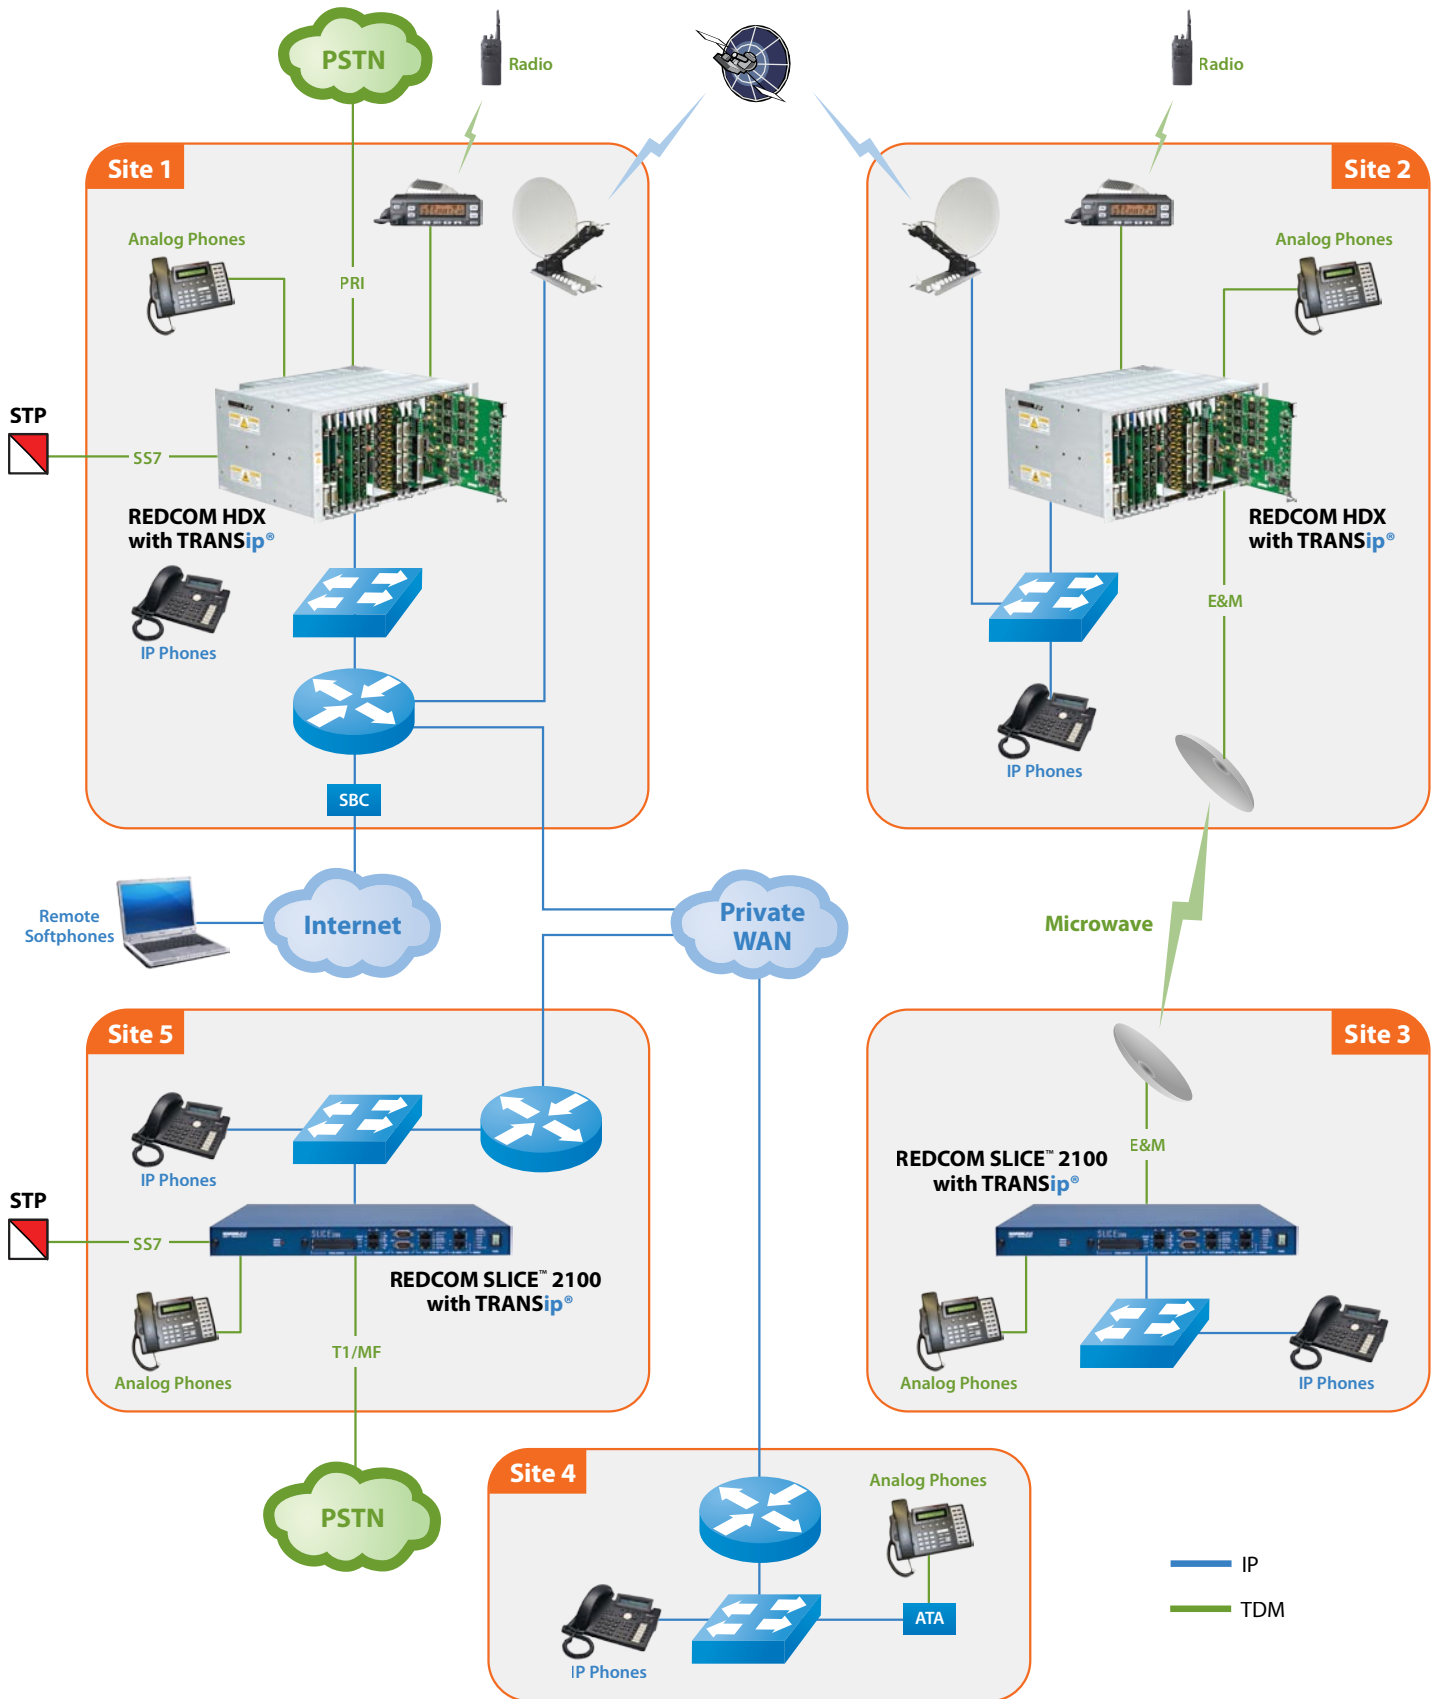 PSTN
Radio
Radio
Site 1
Site 2
Analog Phones
Analog Phones
PRI
STP
SS7
REDCOM HDX
with TRANSip®
REDCOM HDX
with TRANSip®
E&M
IP Phones
IP Phones
SBC
Remote
Softphones
Internet
Private
WAN
Microwave
Site 5
Site 3
E&M
REDCOM SLICE™ 2100
with TRANSip®
IP Phones
STP
SS7
SLICE
SLICE
REDCOM SLICE™ 2100
with TRANSip®
T1/MF
Analog Phones
Analog Phones
IP Phones
Site 4
Analog Phones
PSTN
ATA
IP Phones
IP
TDM